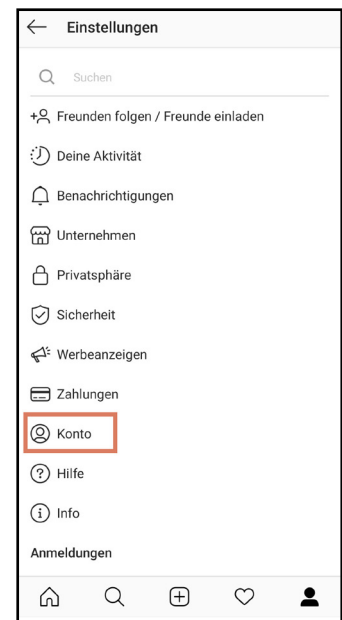 Einstellungen
Suchen
Freunden folgen / Freunde einladen
Deine Aktivität
Benachrichtigungen
Unternehmen
Privatsphäre
Sicherheit
Werbeanzeigen
Zahlungen
Konto
Hilfe
Info
Anmeldungen